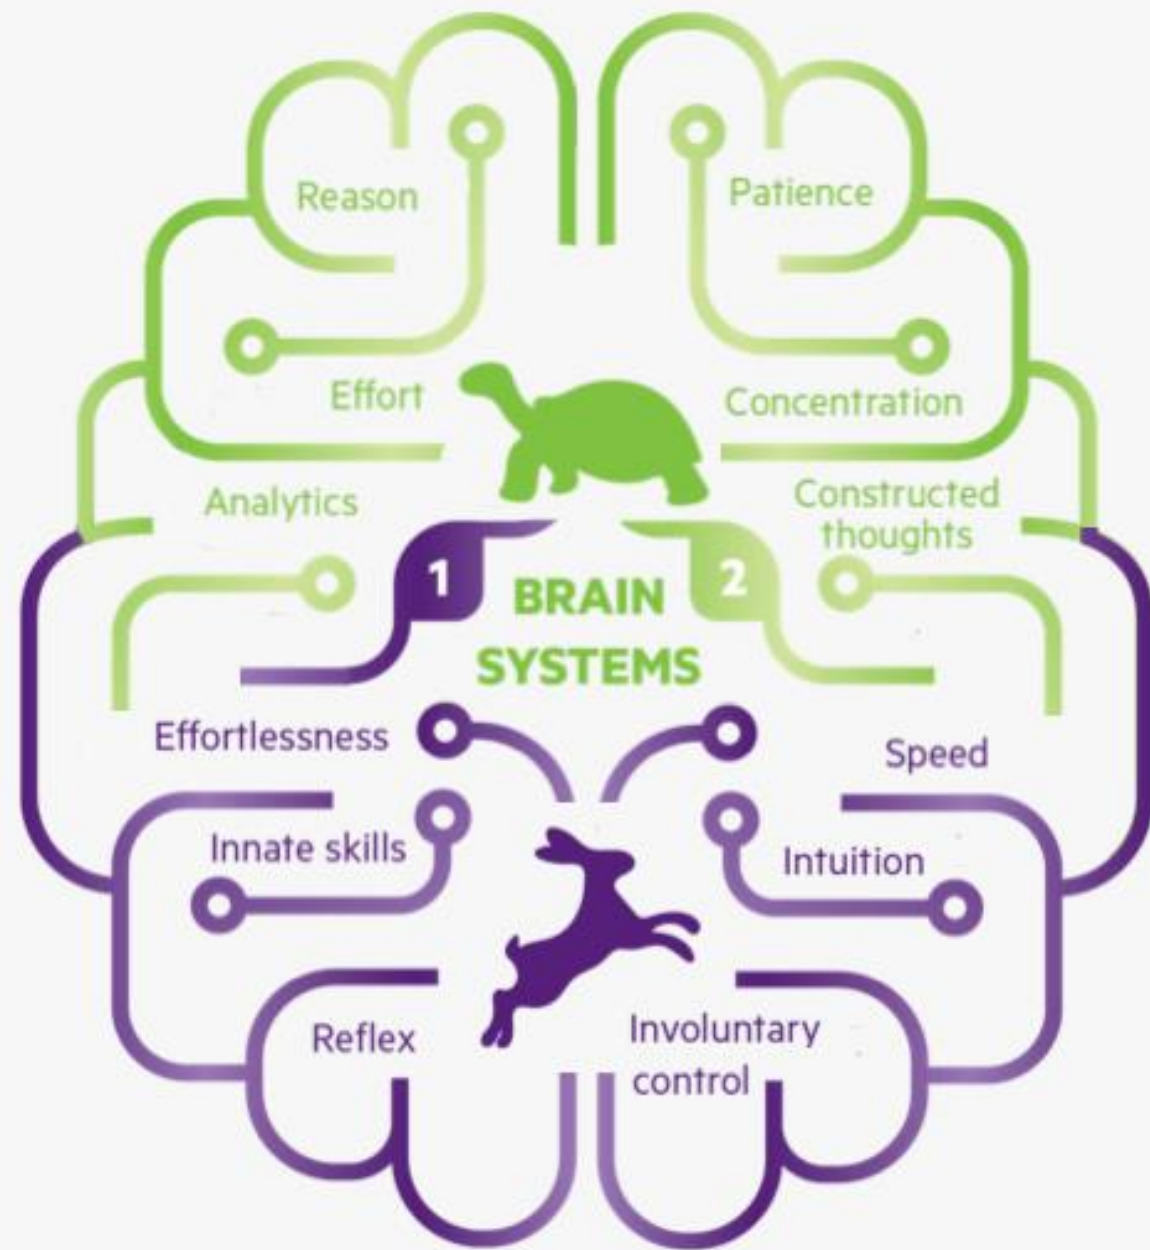 Reason
Patience
Effort
Concentration
Analytics
Constructed
thoughts
1
2
BRAIN
SYSTEMS
Effortlessness
Speed
Innate skills
Intuition
Reflex
Involuntary
control